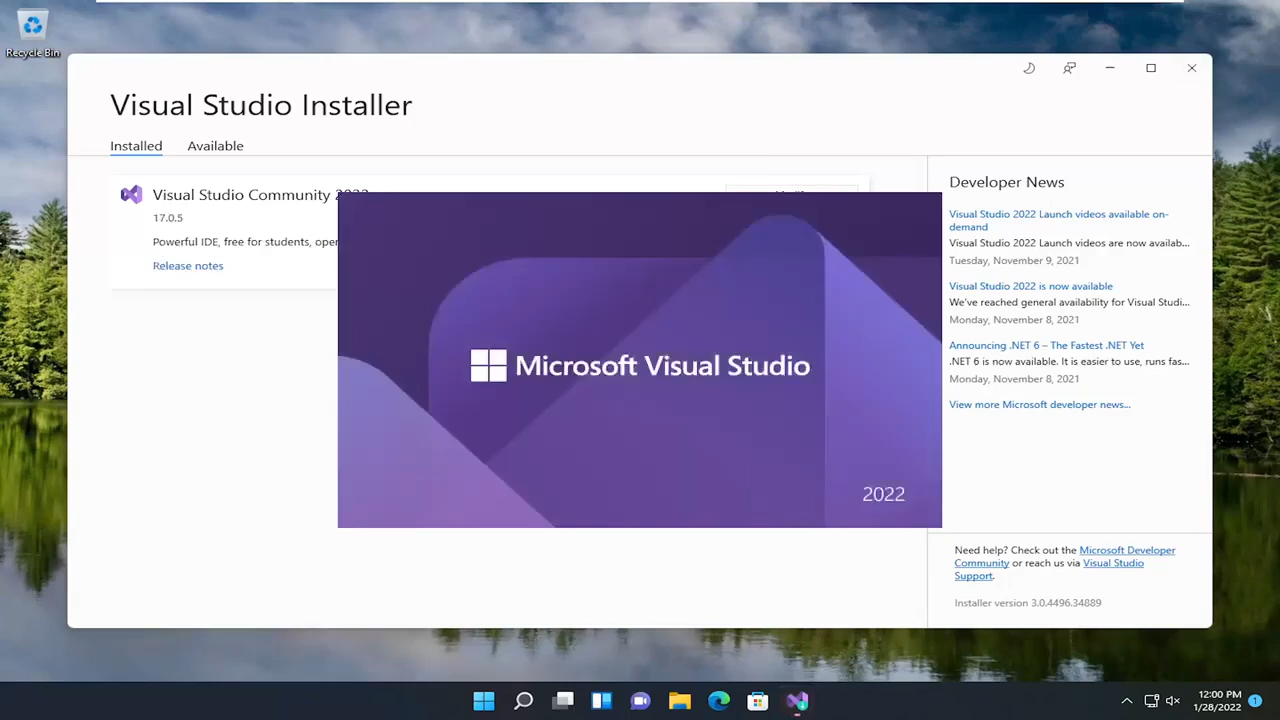 Recycle Bin
Visual Studio Installer
Installed
Available
Visual Studio Community
17.0.5
Powerful IDE, free for students,
Release notes
Microsoft Visual Studio
2022
Developer News
Visual Studio 2022 Launch videos available on-
demand
Visual Studio 2022 Launch videos are now availab...
Tuesday, November 9, 2021
Visual Studio 2022 is now available
We've reached general availability for Visual Studi...
Monday, November 8, 2021
Announcing .NET 6 – The Fastest .NET Yet
.NET 6 is now available. It is easier to use, runs fas...
Monday, November 8, 2021
View more Microsoft developer news...
Need help? Check out the Microsoft Developer
Community or reach us via Visual Studio
Support.
Installer version 3.0.4496.34889
12:00 PM
1/28/2022
1